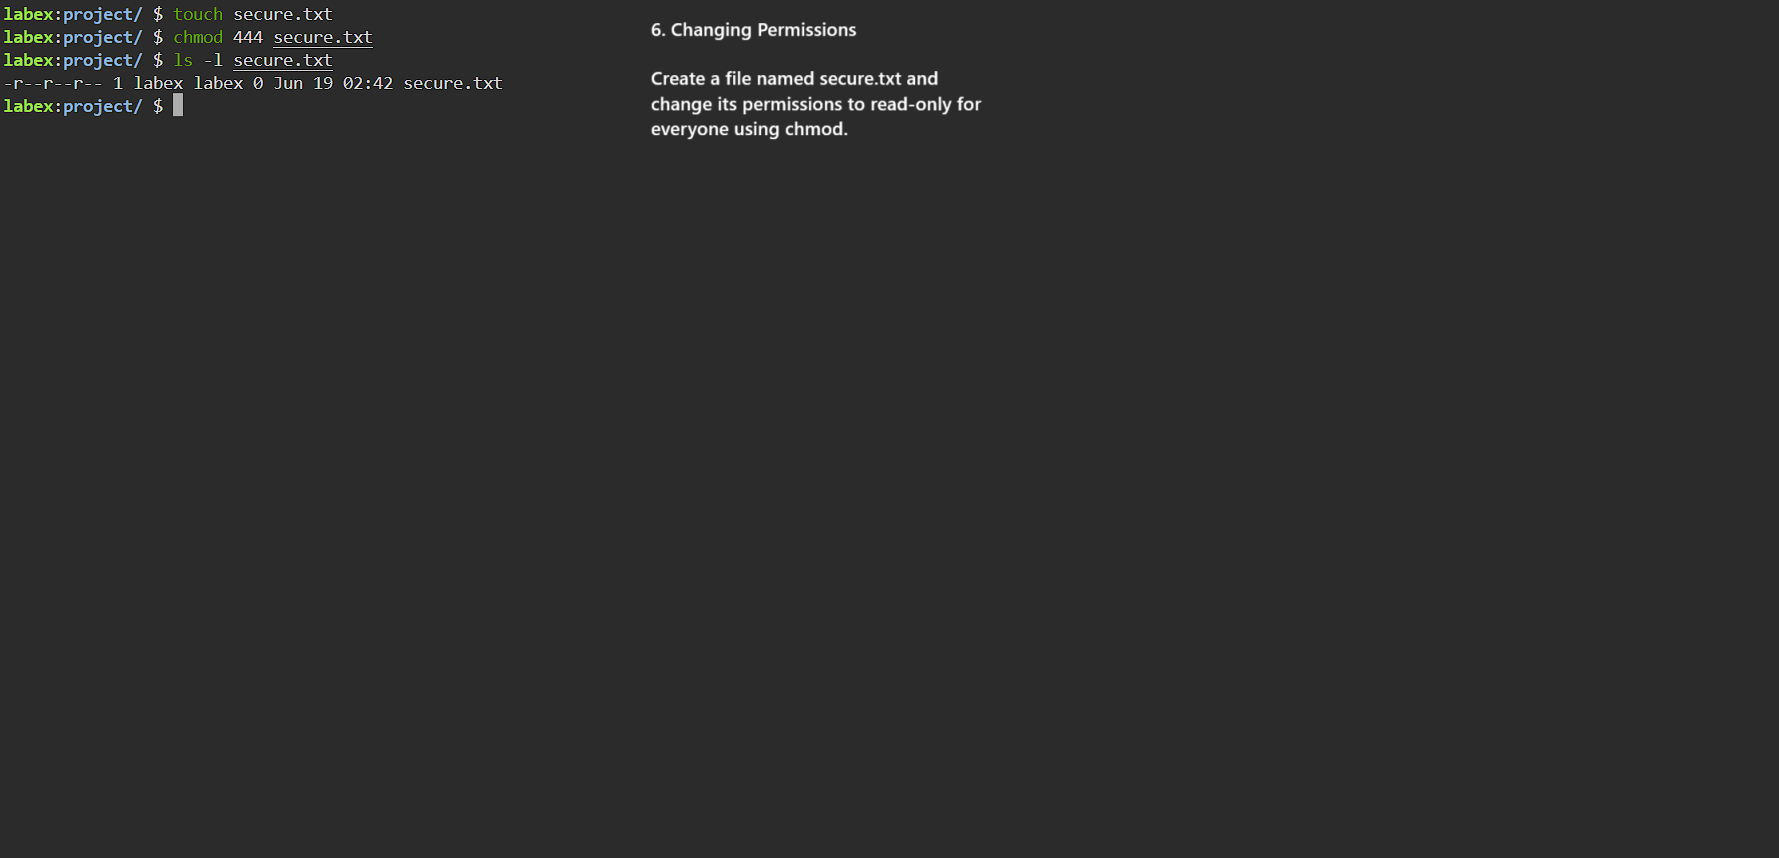 labex:project/ $ touch secure.txt
labex:project/ $ chmod 444 secure.txt
labex:project/ $ ls -l secure.txt
-r--r--r-- 1 labex labex 0 Jun 19 02:42 secure.txt
labex:project/ $
6. Changing Permissions
Create a file named secure.txt and
change its permissions to read-only for
everyone using chmod.